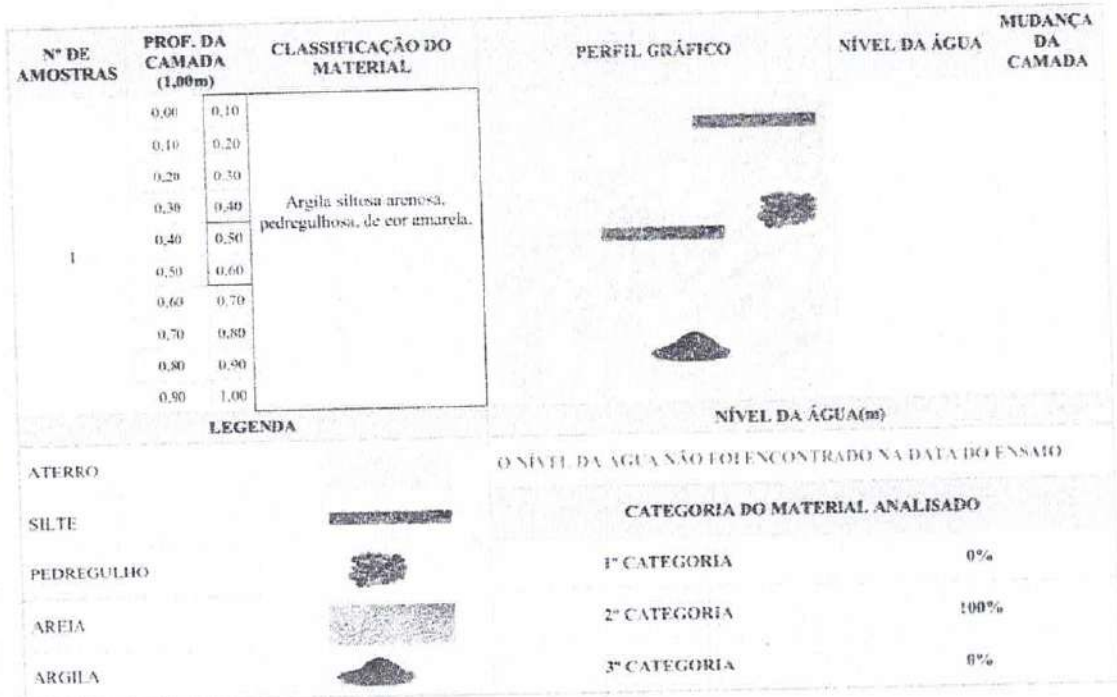 Nº DE AMOSTRAS
PROF. DA CAMADA (1,00m)
CLASSIFICAÇÃO DO MATERIAL
PERFIL GRÁFICO
NÍVEL DA ÁGUA
MUDANÇA DA CAMADA
1
0,00 0,10
0,10 0,20
0,20 0,30
0,30 0,40
0,40 0,50
0,50 0,60
0,60 0,70
0,70 0,80
0,80 0,90
0,90 1,00
Argila siltosa arenosa,
pedregulhosa, de cor amarela.
LEGENDA
ATERRO
SILTE
PEDREGULHO
AREIA
ARGILA
NÍVEL DA ÁGUA(m)
O NÍVEL DA AGUA NÃO FOI ENCONTRADO NA DATA DO ENSAIO
CATEGORIA DO MATERIAL ANALISADO
1ª CATEGORIA 0%
2ª CATEGORIA 100%
3ª CATEGORIA 0%